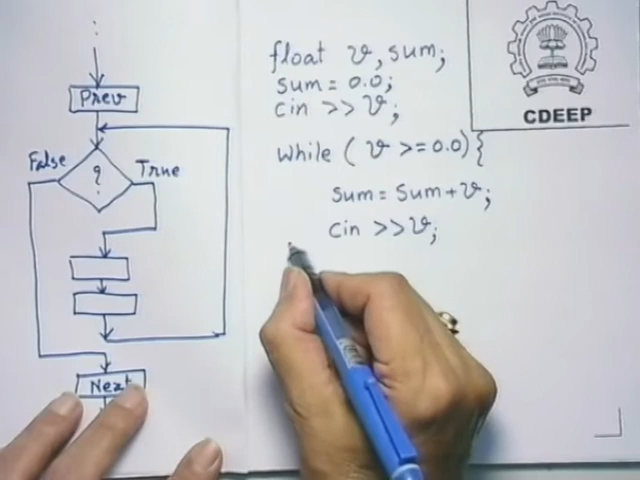 Prev
False
?
True
Next
float v, sum;
sum = 0.0;
cin >> v;
while ( v >= 0.0) {
sum = sum + v;
cin >> v;
CDEEP